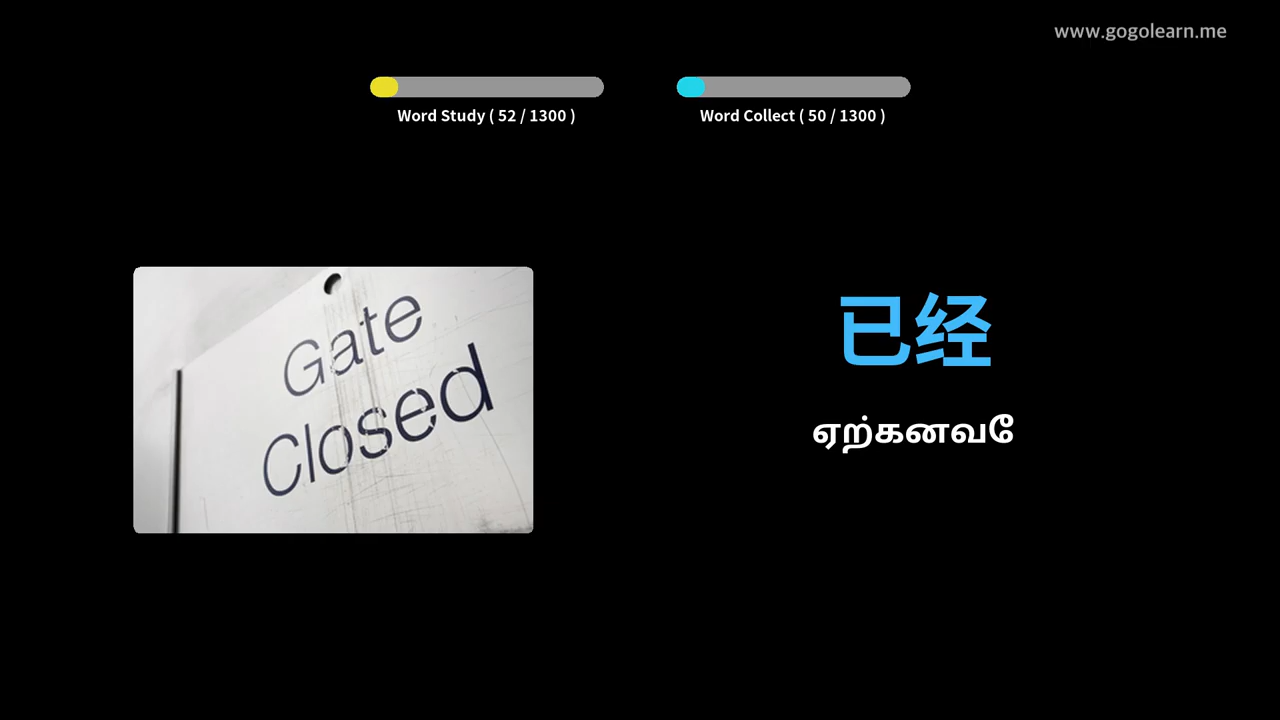 www.gogolearn.me
Word Study ( 52 / 1300 )
Word Collect ( 50 / 1300 )
Gate
Closed
已经
ஏற்கனவே